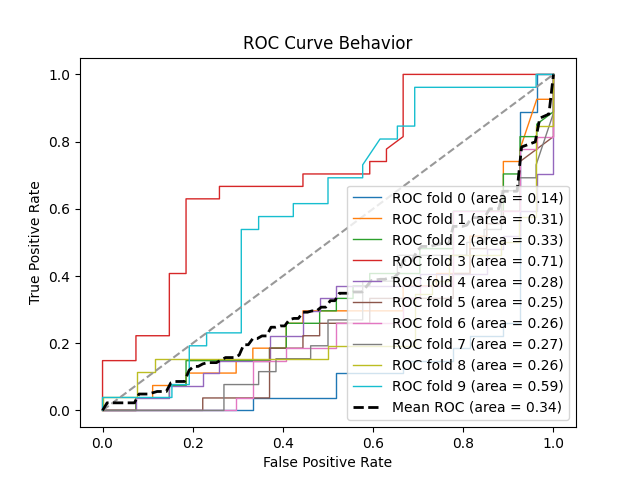 ROC Curve Behavior
True Positive Rate
1.0
0.8
0.6
0.4
0.2
0.0
ROC fold 0 (area = 0.14)
ROC fold 1 (area = 0.31)
ROC fold 2 (area = 0.33)
ROC fold 3 (area = 0.71)
ROC fold 4 (area = 0.28)
ROC fold 5 (area = 0.25)
ROC fold 6 (area = 0.26)
ROC fold 7 (area = 0.27)
ROC fold 8 (area = 0.26)
ROC fold 9 (area = 0.59)
Mean ROC (area = 0.34)
0.0 0.2 0.4 0.6 0.8 1.0
False Positive Rate